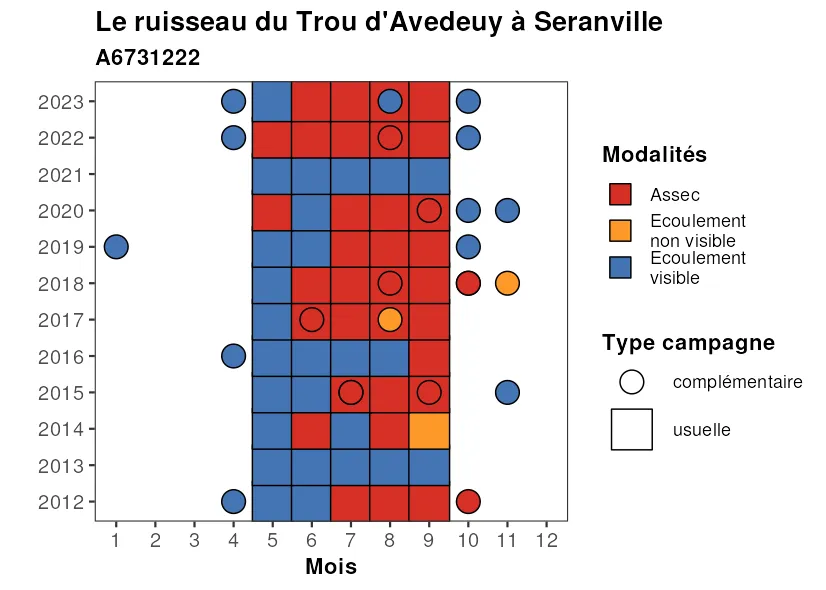 Le ruisseau du Trou d'Avedeuy à Seranville
A6731222
2023
2022
2021
2020
2019
2018
2017
2016
2015
2014
2013
2012
1 2 3 4 5 6 7 8 9 10 11 12
Mois
Modalités
Assec
Ecoulement
non visible
Ecoulement
visible
Type campagne
complémentaire
usuelle